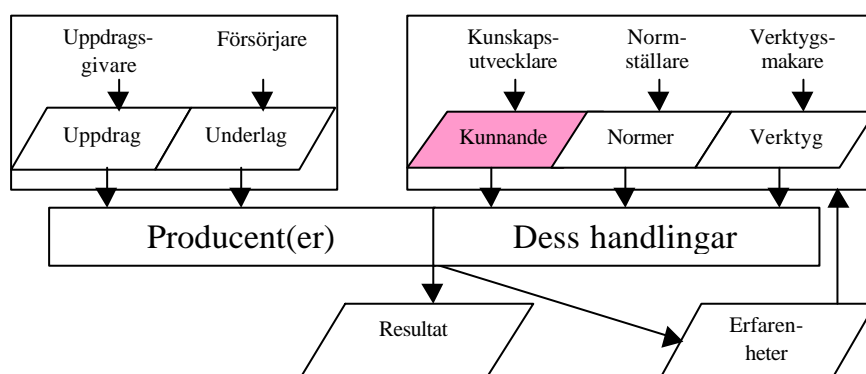 Uppdrags-
givare
Försörjare
Kunskaps-
utvecklare
Norm-
ställare
Verktygs-
makare
Uppdrag
Underlag
Kunnande
Normer
Verktyg
Producent(er)
Dess handlingar
Resultat
Erfaren-
heter